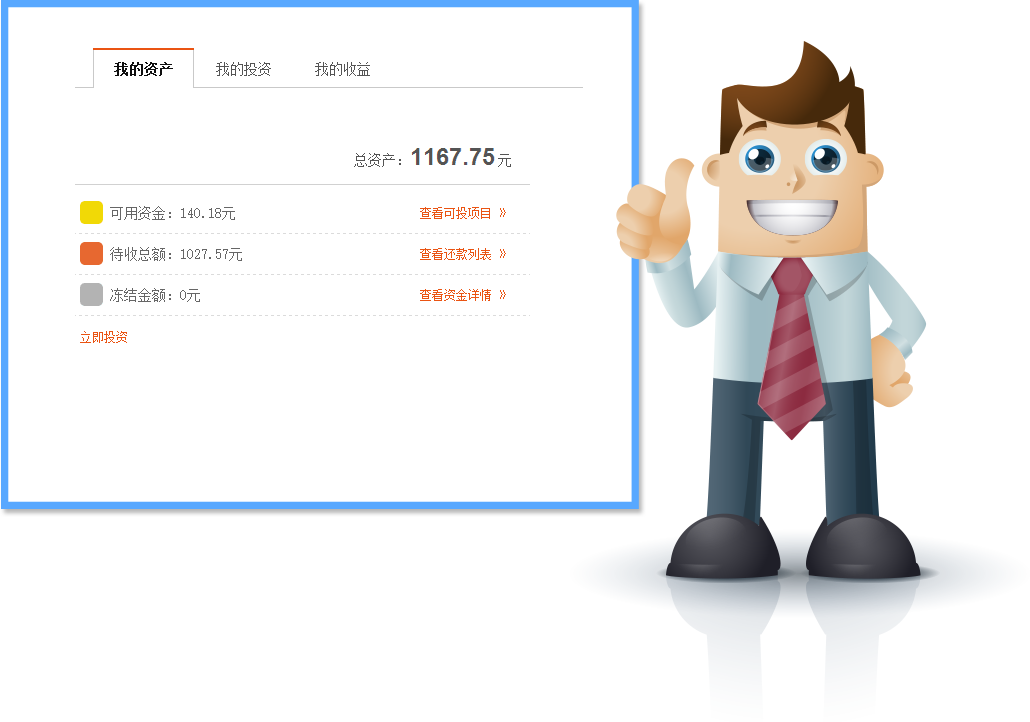 我的资产 我的投资 我的收益
总资产：1167.75元
可用资金：140.18元 查看可投项目 》
待收总额：1027.57元 查看还款列表 》
冻结金额：0元 查看资金详情 》
立即投资